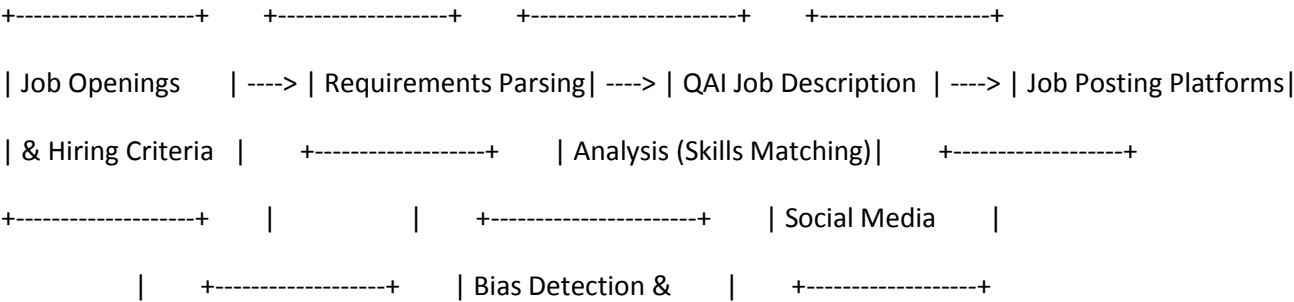 +--------------------+ +-------------------+ +-----------------------+ +-------------------+
| Job Openings | ----> | Requirements Parsing| ----> | QAI Job Description | ----> | Job Posting Platforms|
| & Hiring Criteria | +-------------------+ | Analysis (Skills Matching)| +-------------------+
+--------------------+ | | +-----------------------+ | Social Media |
| +-------------------+ | Bias Detection & | +-------------------+